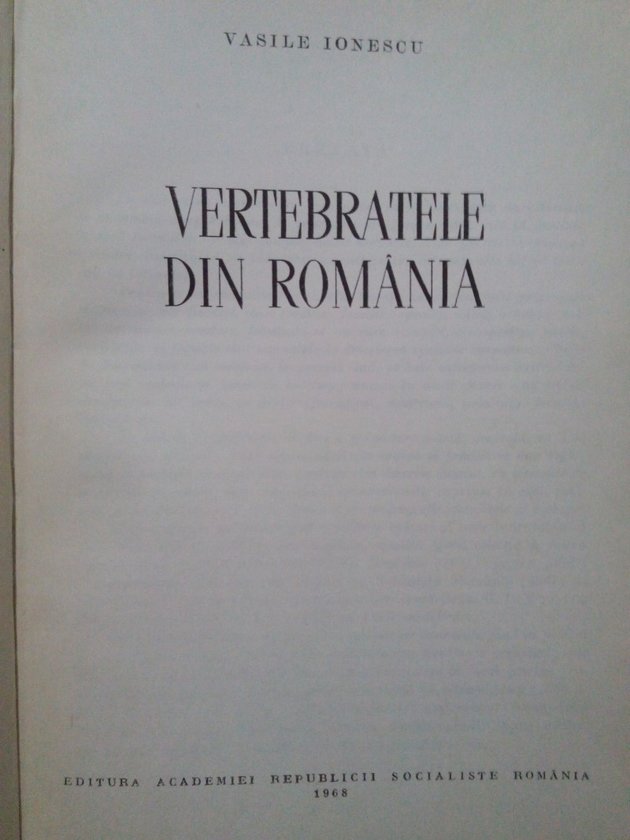 VASILE IONESCU
VERTEBRATELE
DIN ROMÂNIA
EDITURA ACADEMIEI REPUBLICII SOCIALISTE ROMÂNIA
1968